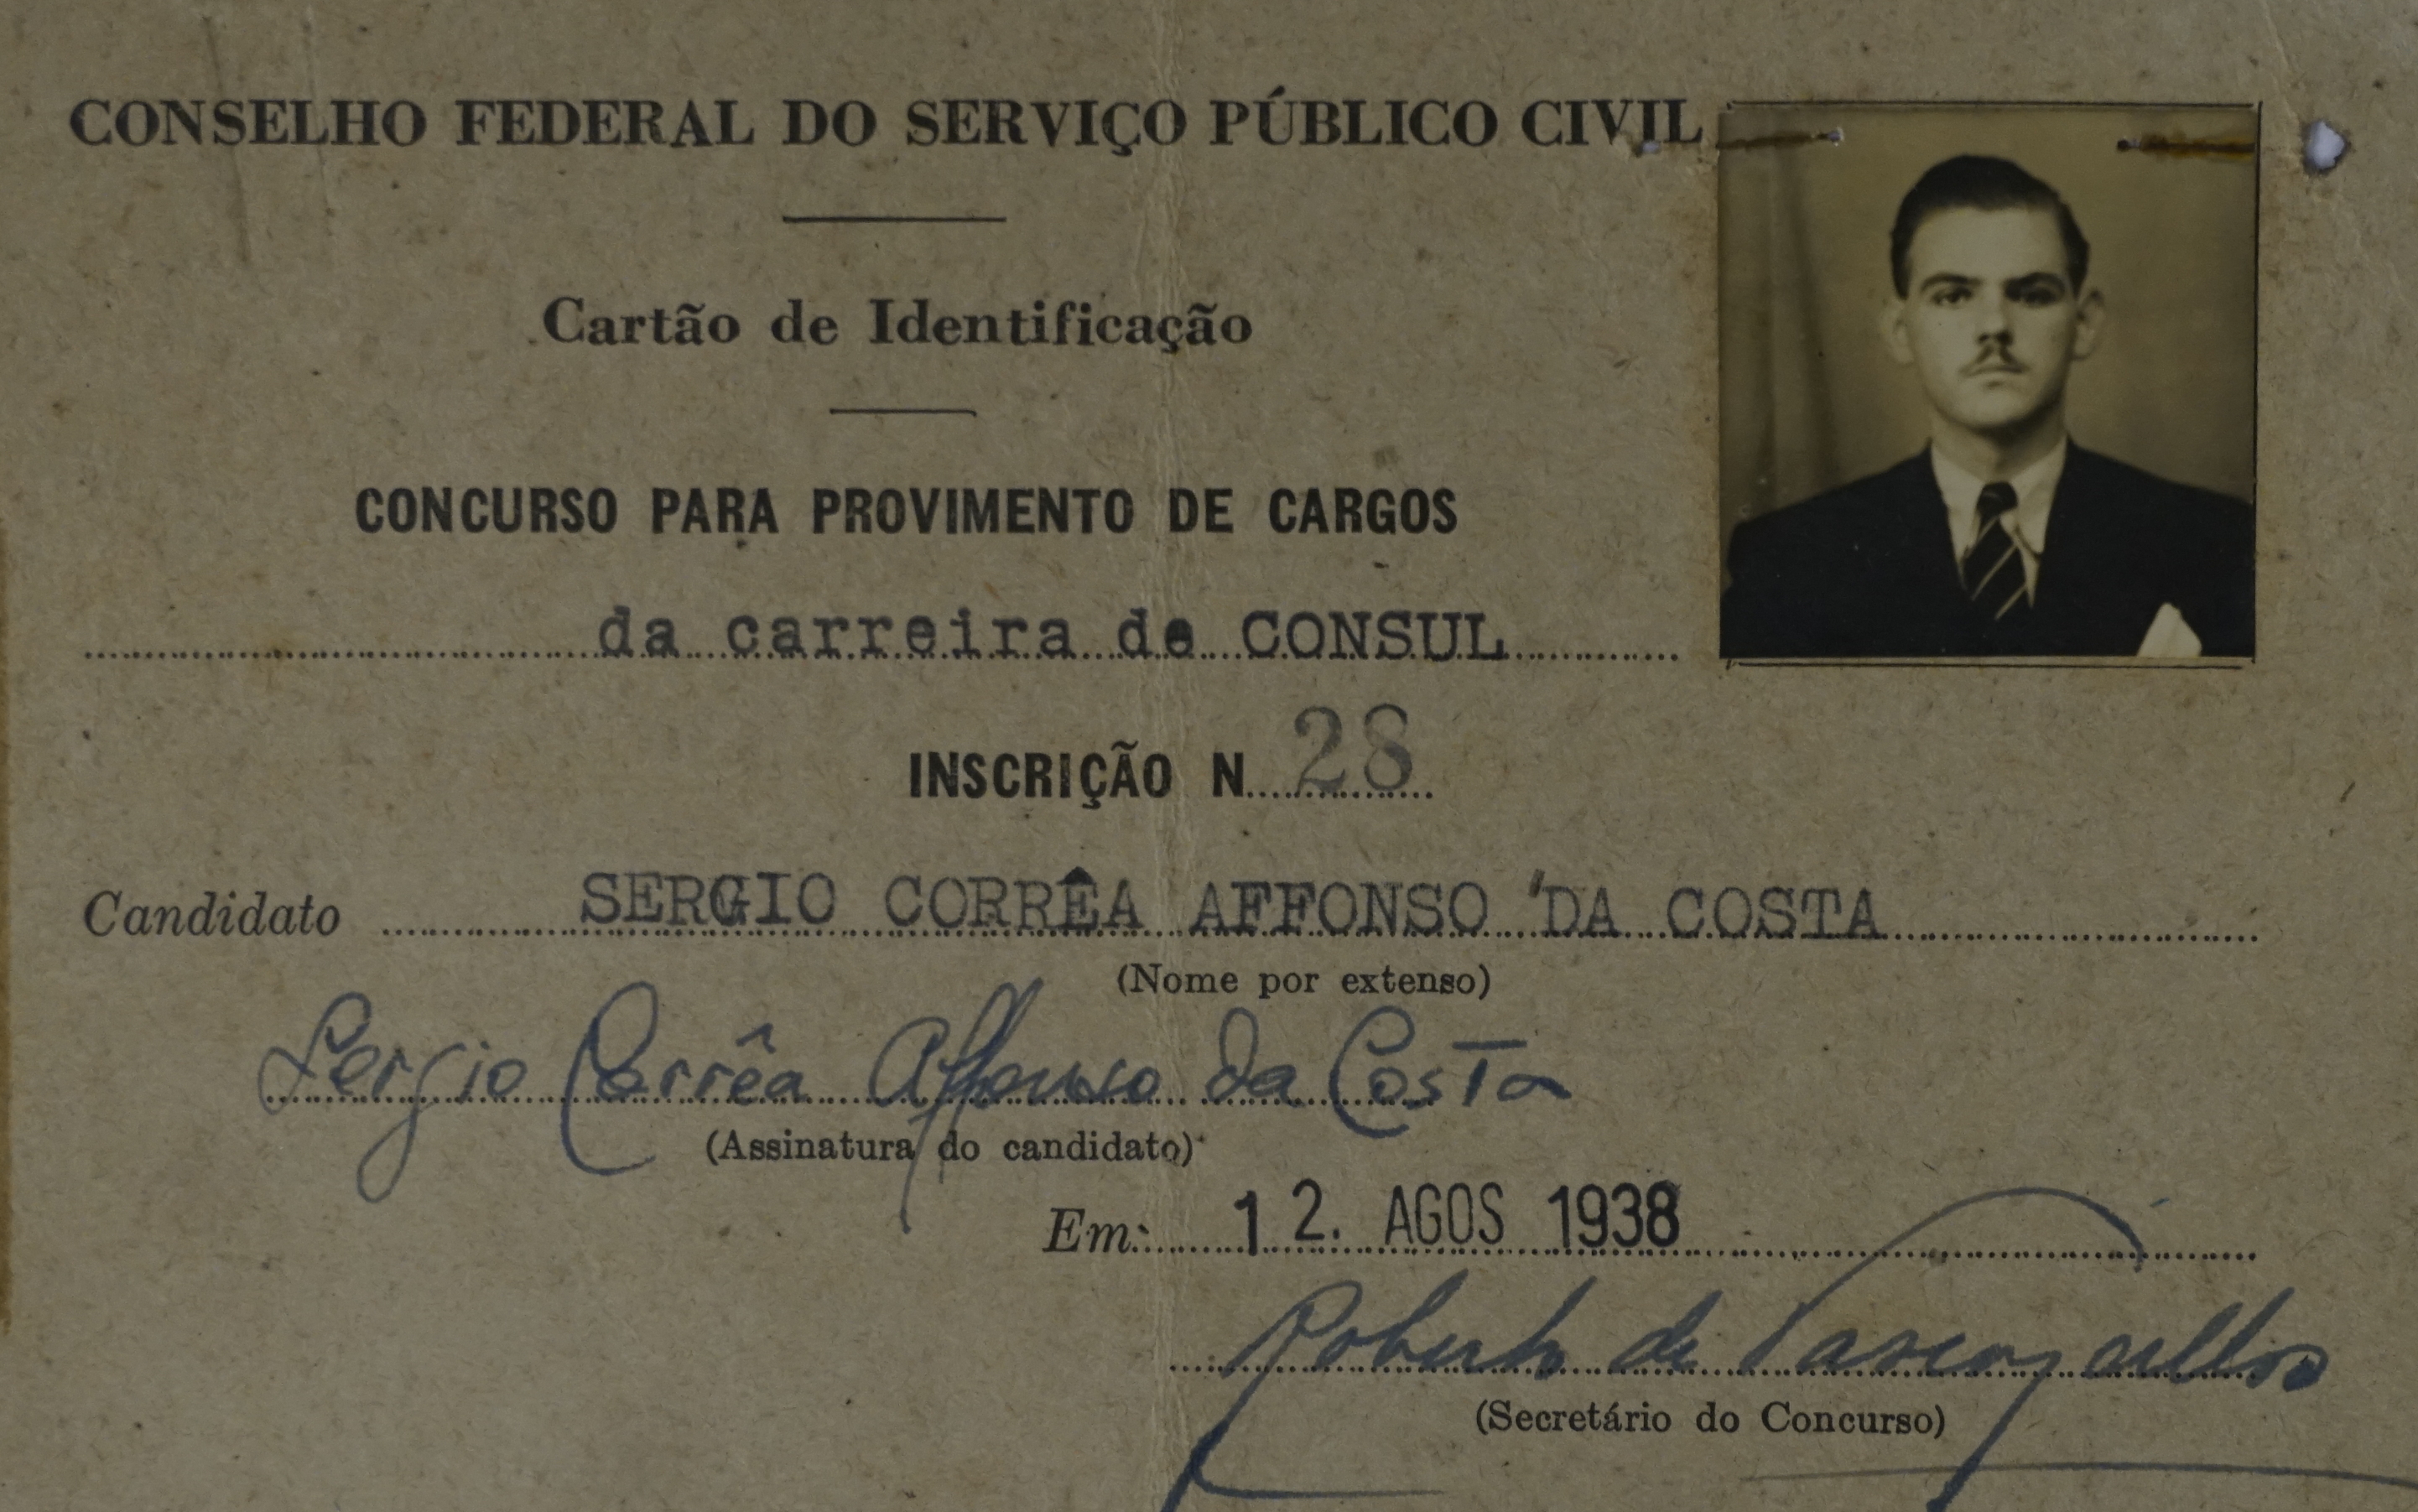 CONSELHO FEDERAL DO SERVIÇO PÚBLICO CIVIL
Cartão de Identificação
CONCURSO PARA PROVIMENTO DE CARGOS
da carreira de CONSUL
INSCRIÇÃO N 28
Candidato SERGIO CORRÊA AFFONSO DA COSTA
(Nome por extenso)
Sergio Corrêa Affonso da Costa
(Assinatura do candidato)
Em: 12. AGOS 1938
Roberto de Vasconcellos
(Secretário do Concurso)